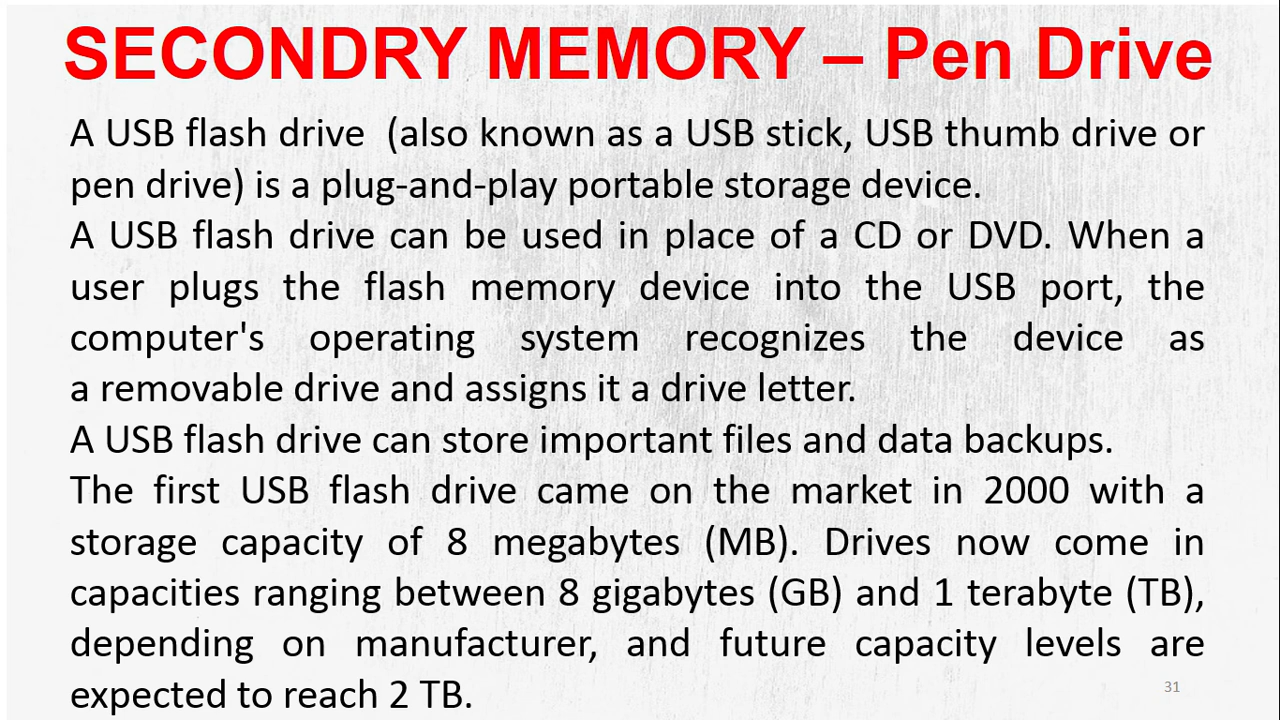 SECONDRY MEMORY – Pen Drive
A USB flash drive  (also known as a USB stick, USB thumb drive or
pen drive) is a plug-and-play portable storage device.
A USB flash drive can be used in place of a CD or DVD. When a
user plugs the flash memory device into the USB port, the
computer's operating system recognizes the device as
a removable drive and assigns it a drive letter.
A USB flash drive can store important files and data backups.
The first USB flash drive came on the market in 2000 with a
storage capacity of 8 megabytes (MB). Drives now come in
capacities ranging between 8 gigabytes (GB) and 1 terabyte (TB),
depending on manufacturer, and future capacity levels are
expected to reach 2 TB.
31